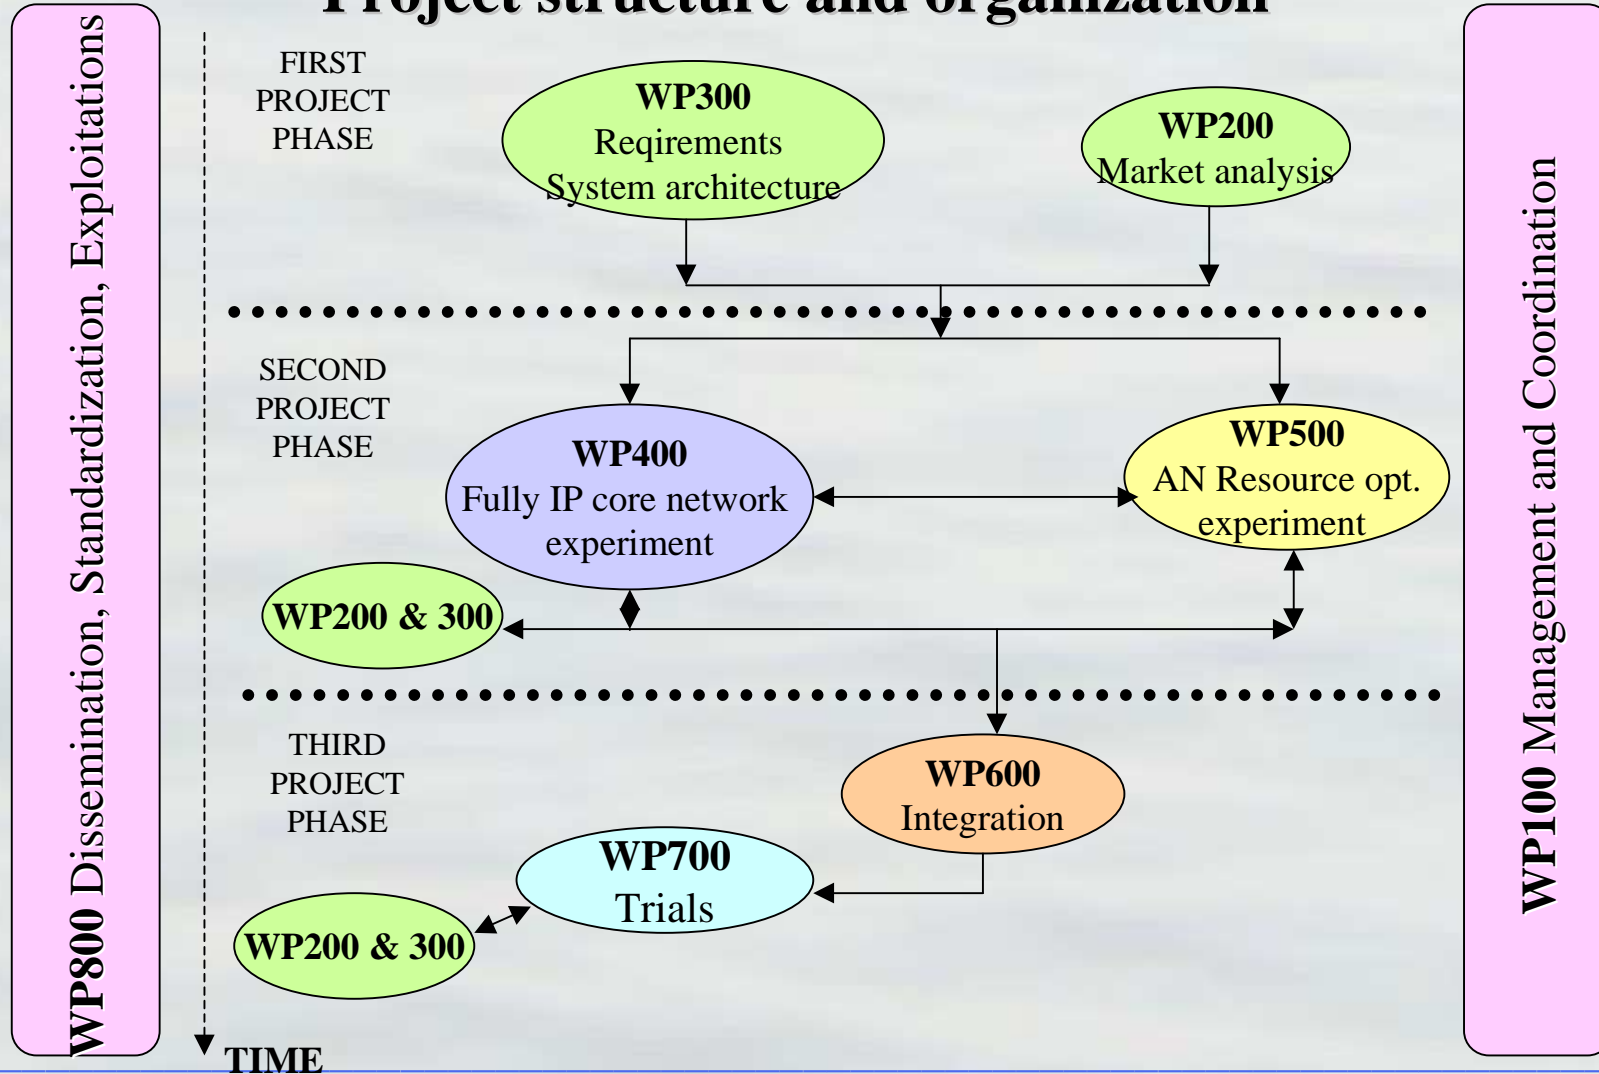 Project structure and organization
WP800 Dissemination, Standardization, Exploitations
FIRST
PROJECT
PHASE
WP300
Reqirements
System architecture
WP200
Market analysis
SECOND
PROJECT
PHASE
WP400
Fully IP core network
experiment
WP500
AN Resource opt.
experiment
WP200 & 300
THIRD
PROJECT
PHASE
WP600
Integration
WP700
Trials
WP200 & 300
TIME
WP100 Management and Coordination